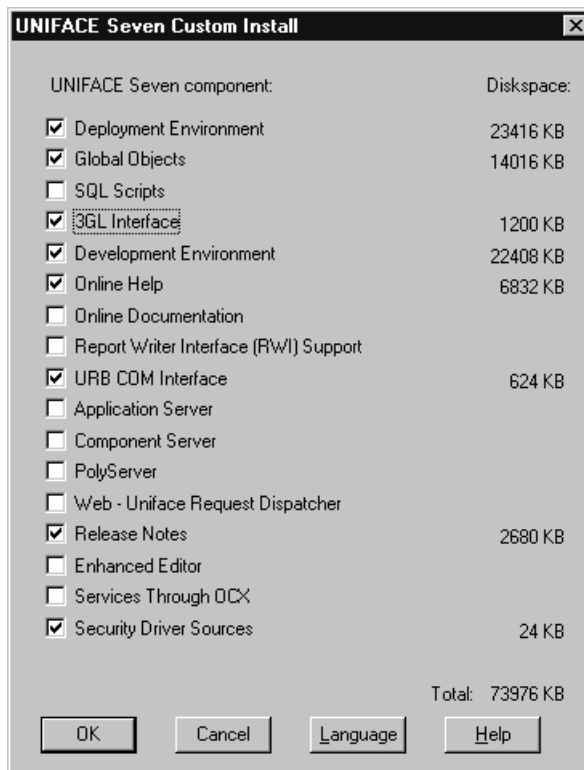 UNIFACE Seven Custom Install
UNIFACE Seven component: Diskspace:
Deployment Environment 23416 KB
Global Objects 14016 KB
SQL Scripts
3GL Interface 1200 KB
Development Environment 22408 KB
Online Help 6832 KB
Online Documentation
Report Writer Interface (RWI) Support
URB COM Interface 624 KB
Application Server
Component Server
PolyServer
Web - Uniface Request Dispatcher
Release Notes 2680 KB
Enhanced Editor
Services Through OCX
Security Driver Sources 24 KB
Total: 73976 KB
OK Cancel Language Help